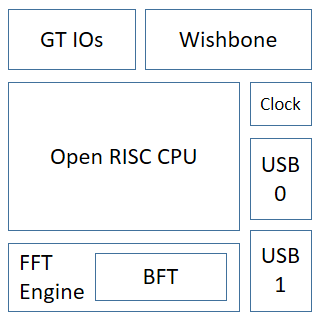 GT IOs
Wishbone
Open RISC CPU
Clock
USB
0
FFT
Engine
BFT
USB
1